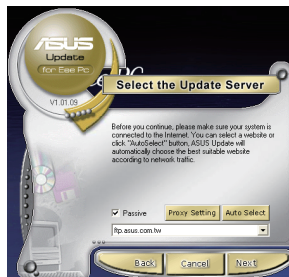 ASUS
Update
for Eee Pc
V1.01.09
Select the Update Server
Before you continue, please make sure your system is
connected to the Internet. You can select a website or
click "AutoSelect" button, ASUS Update will
automatically choose the best suitable website
according to network traffic.
Passive
Proxy Setting
Auto Select
ftp.asus.com.tw
Back
Cancel
Next